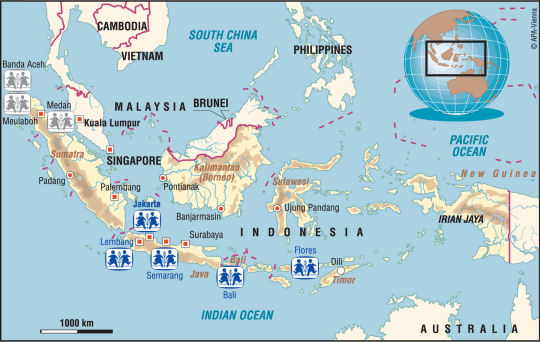 CAMBODIA
VIETNAM
SOUTH CHINA
SEA
PHILIPPINES
© APA-Vienna
Banda Aceh
Meulaboh
Medan
Kuala Lumpur
MALAYSIA
BRUNEI
PACIFIC
OCEAN
SINGAPORE
Sumatra
Kalimantan
(Borneo)
Sulawesi
New Guinea
Padang
Palembang
Pontianak
Jakarta
Banjarmasin
Ujung Pandang
IRIAN JAYA
INDONESIA
Lembang
Surabaya
Semarang
Java
Bali
Bali
Flores
Dili
Timor
INDIAN OCEAN
1000 km
AUSTRALIA